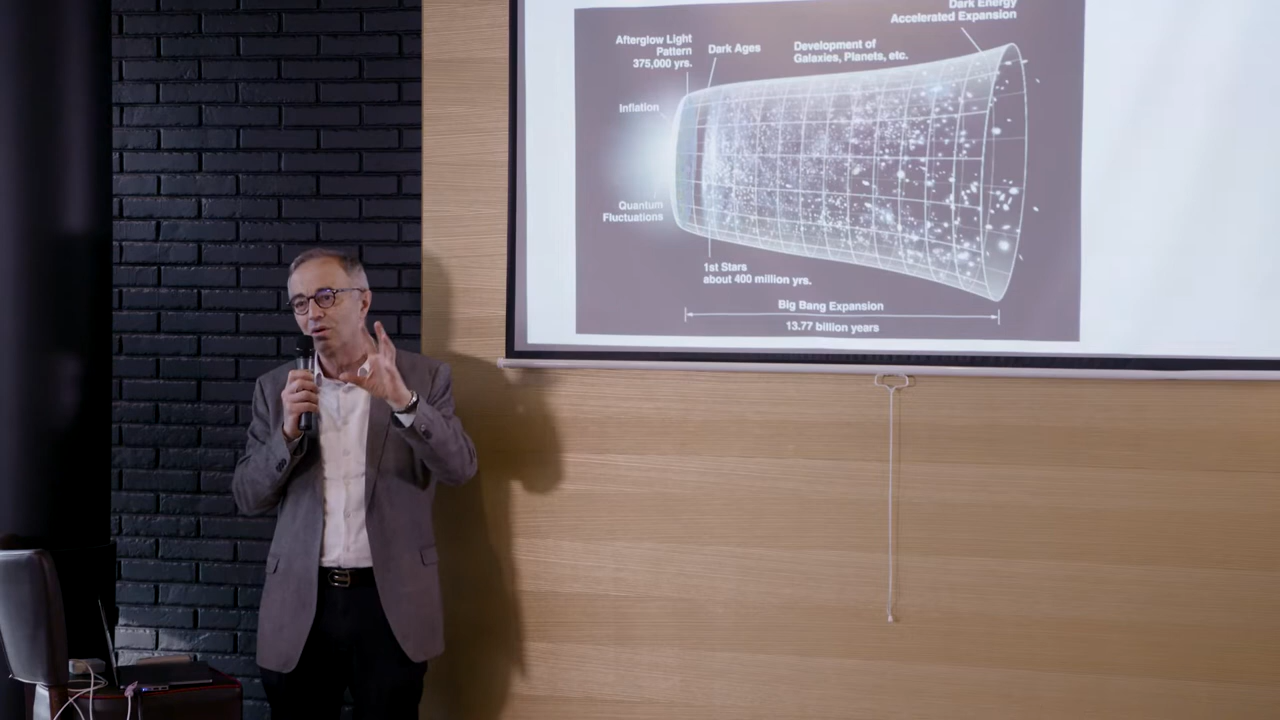 Dark Energy
Accelerated Expansion
Afterglow Light
Pattern
375,000 yrs.
Dark Ages
Development of
Galaxies, Planets, etc.
Inflation
Quantum
Fluctuations
1st Stars
about 400 million yrs.
Big Bang Expansion
13.77 billion years